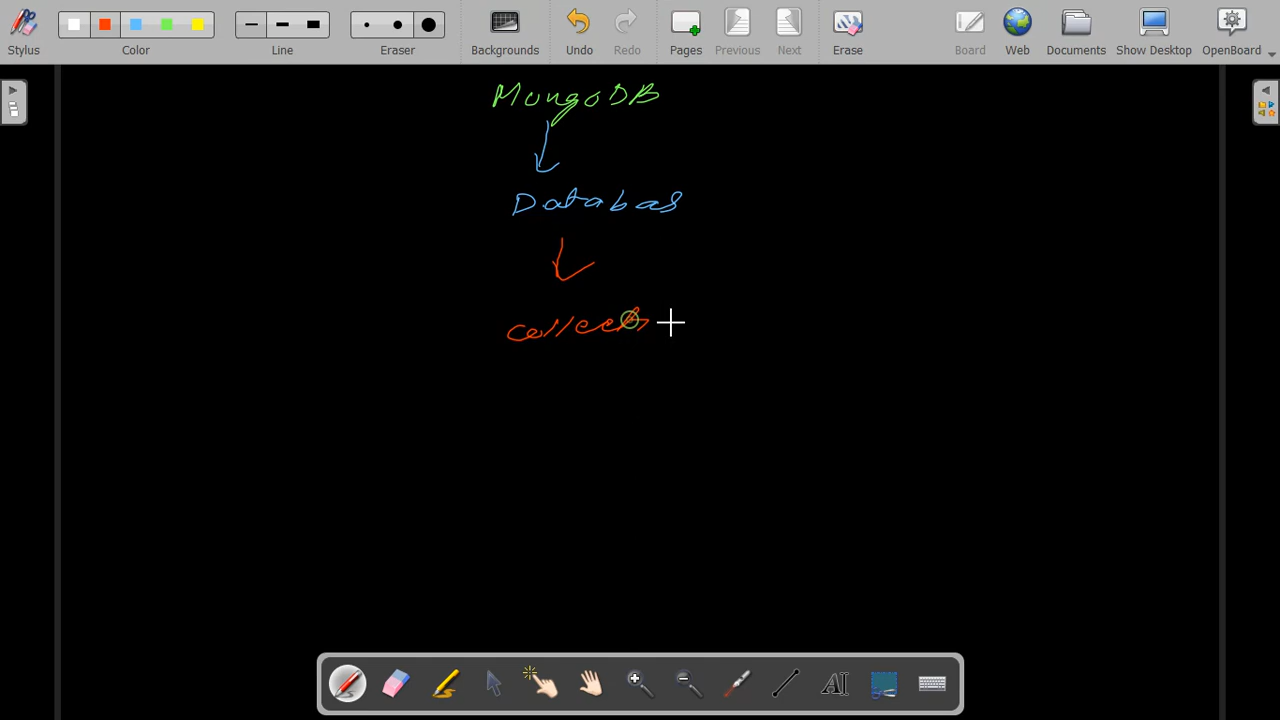 Stylus Color Line Eraser Backgrounds Undo Redo Pages Previous Next Erase Board Web Documents Show Desktop OpenBoard
MongoDB
Databas
collect